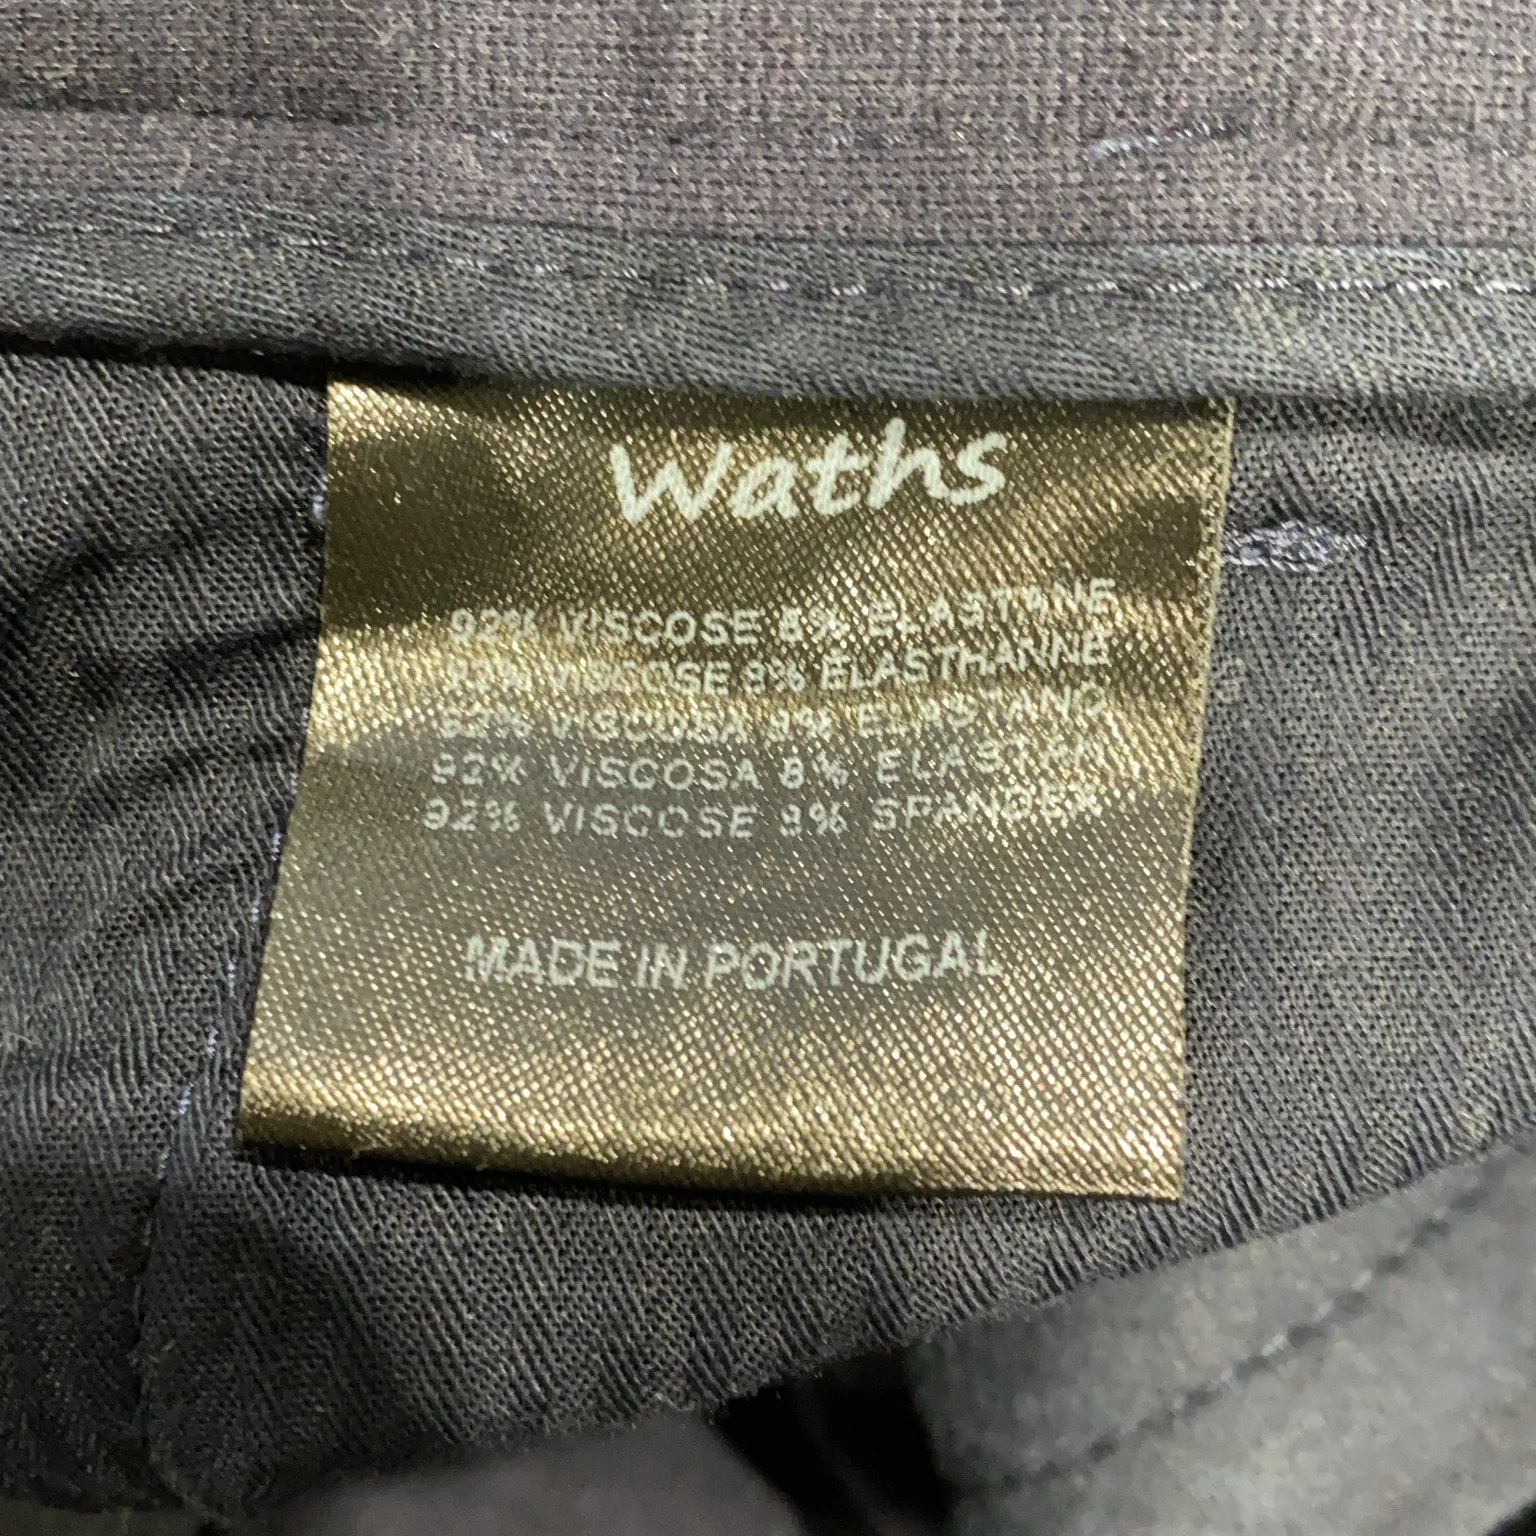 Waths
92% VISCOSE 8% ELASTANE
92% VISCOSE 8% ELASTHANNE
92% VISCOSA 8% ELASTANO
92% VISCOSA 8% ELASTAN
92% VISCOSE 8% SPANDEX
MADE IN PORTUGAL